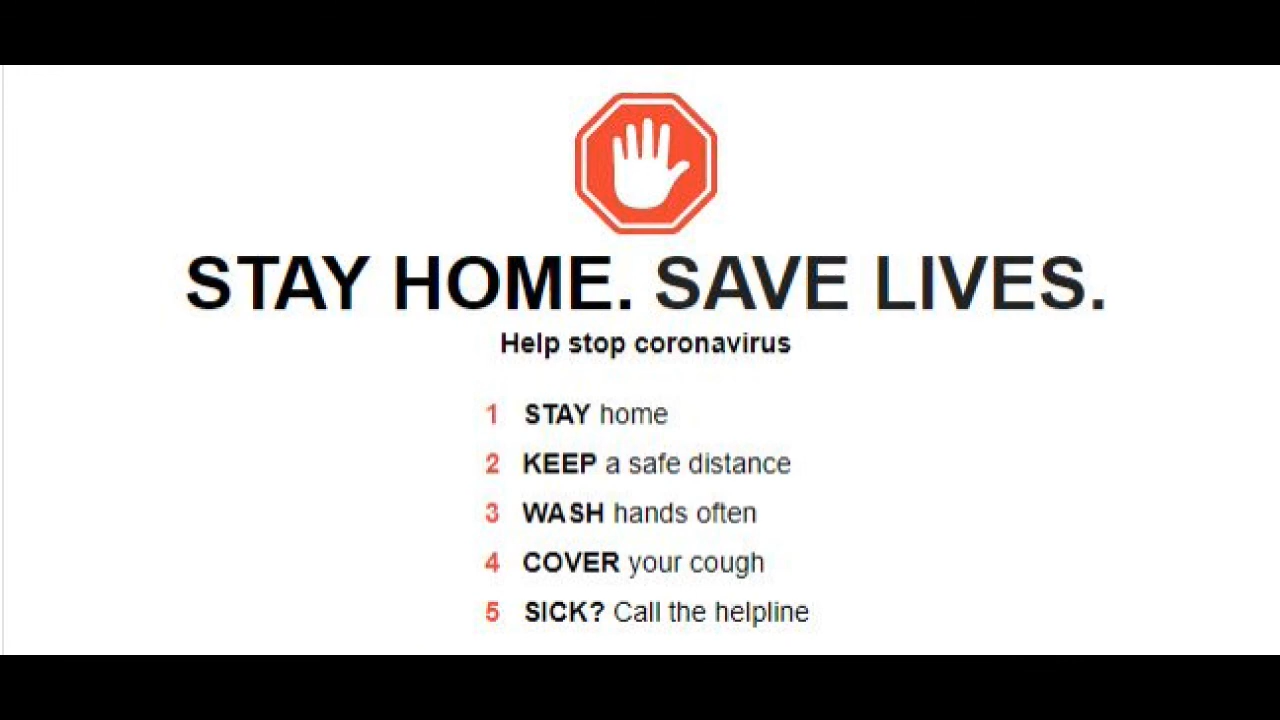 STAY HOME. SAVE LIVES.
Help stop coronavirus
1 STAY home
2 KEEP a safe distance
3 WASH hands often
4 COVER your cough
5 SICK? Call the helpline